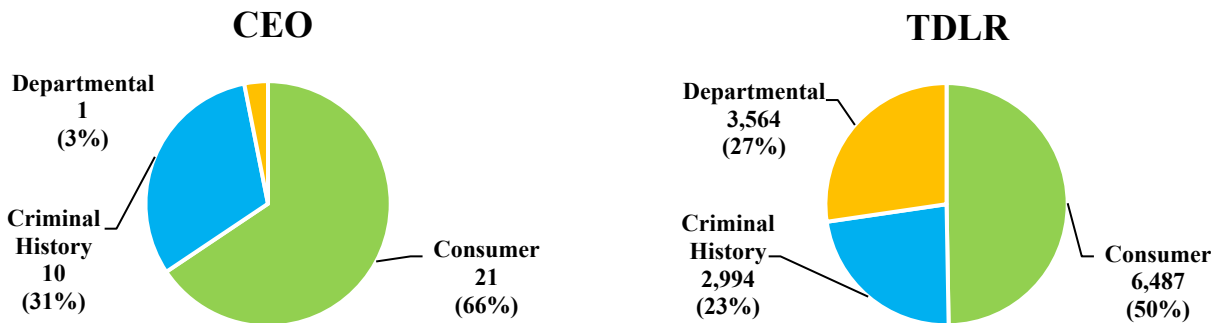 CEO
Departmental
1
(3%)
Criminal
History
10
(31%)
Consumer
21
(66%)
TDLR
Departmental
3,564
(27%)
Criminal
History
2,994
(23%)
Consumer
6,487
(50%)